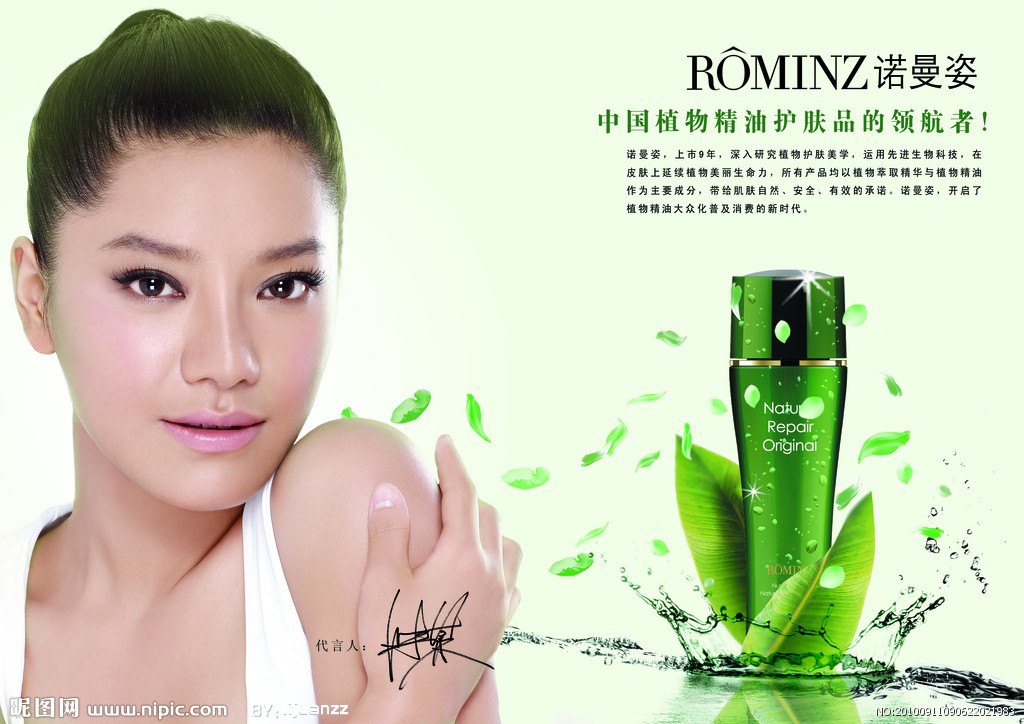 RÔMINZ诺曼姿
中国植物精油护肤品的领航者!
诺曼姿，上市9年，深入研究植物护肤美学，运用先进生物科技，在
皮肤上延续植物美丽生命力，所有产品均以植物萃取精华与植物精油
作为主要成分，带给肌肤自然、安全、有效的承诺。诺曼姿，开启了
植物精油大众化普及消费的新时代。
Natur
Repair
Original
RÔMIN
代言人：
昵图网 www.nipic.com BY:
NO:20100911090622031983